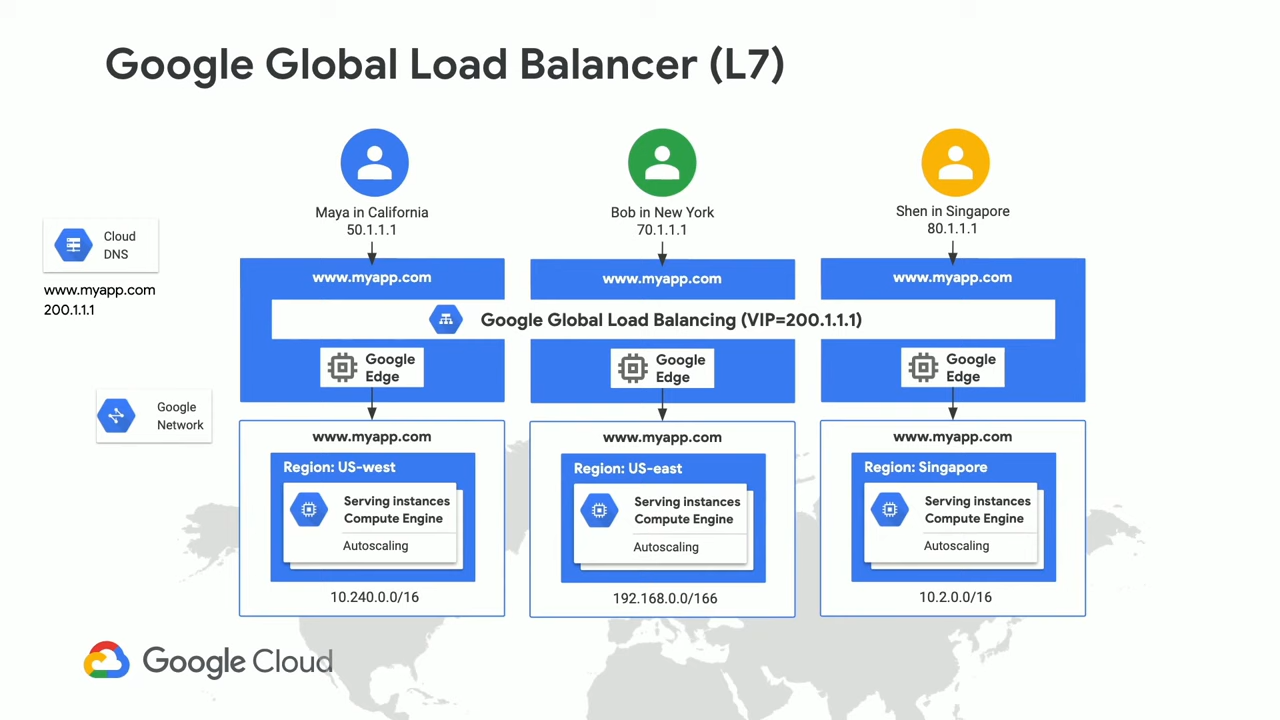 Google Global Load Balancer (L7)
Maya in California
50.1.1.1
Bob in New York
70.1.1.1
Shen in Singapore
80.1.1.1
Cloud
DNS
www.myapp.com
200.1.1.1
www.myapp.com
www.myapp.com
www.myapp.com
Google Global Load Balancing (VIP=200.1.1.1)
Google
Edge
Google
Edge
Google
Edge
Google
Network
www.myapp.com
Region: US-west
Serving instances
Compute Engine
Autoscaling
10.240.0.0/16
www.myapp.com
Region: US-east
Serving instances
Compute Engine
Autoscaling
192.168.0.0/166
www.myapp.com
Region: Singapore
Serving instances
Compute Engine
Autoscaling
10.2.0.0/16
Google Cloud